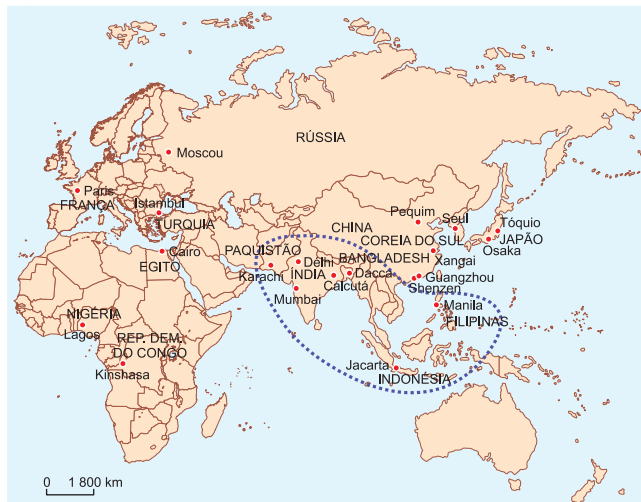 RÚSSIA
Moscou
Paris
FRANÇA
Istambul
TURQUIA
Pequim
Seul
Tóquio
CHINA
COREIA DO SUL
JAPÃO
Osaka
Cairo
EGITO
PAQUISTÃO
Délhi
BANGLADESH
Xangai
Karachi
ÍNDIA
Daccá
Guangzhou
Calcutá
Shenzen
Mumbai
Manila
FILIPINAS
NIGÉRIA
Lagos
REP. DEM.
DO CONGO
Kinshasa
Jacarta
INDONÉSIA
0 1 800 km